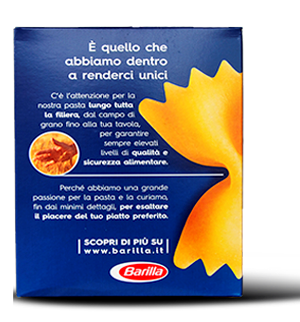 È quello che
abbiamo dentro
a renderci unici
C'è l'attenzione per la
nostra pasta lungo tutta
la filiera, dal campo di
grano fino alla tua tavola,
per garantire
sempre elevati
livelli di qualità e
sicurezza alimentare.
Perché abbiamo una grande
passione per la pasta e la curiamo,
fin dai minimi dettagli, per esaltare
il piacere del tuo piatto preferito.
SCOPRI DI PIÙ SU
www.barilla.it
Barilla